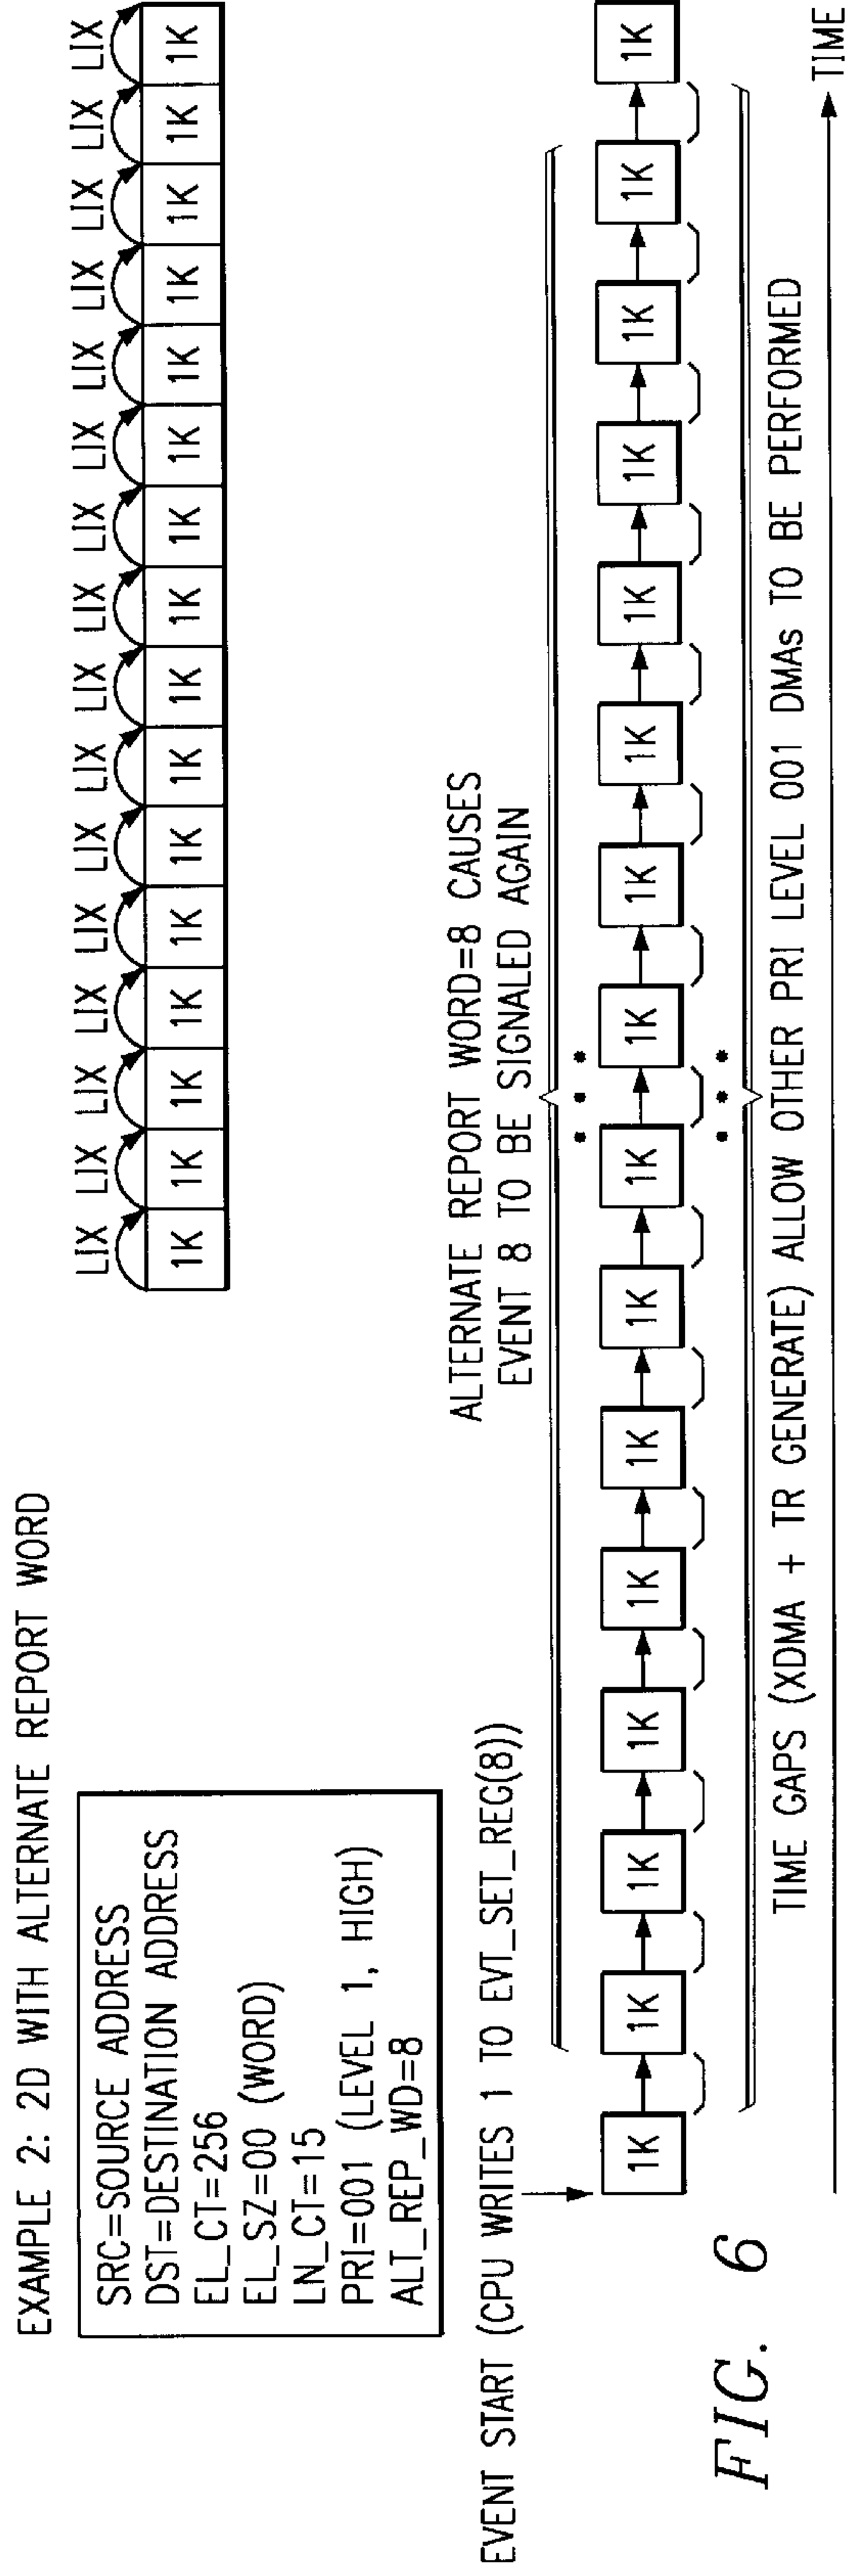 EXAMPLE 2: 2D WITH ALTERNATE REPORT WORD
SRC=SOURCE ADDRESS
DST=DESTINATION ADDRESS
EL_CT=256
EL_SZ=00 (WORD)
LN_CT=15
PRI=001 (LEVEL 1, HIGH)
ALT_REP_WD=8
LIX LIX LIX LIX LIX LIX LIX LIX LIX LIX LIX LIX LIX LIX LIX LIX
1K 1K 1K 1K 1K 1K 1K 1K 1K 1K 1K 1K 1K 1K 1K 1K
ALTERNATE REPORT WORD=8 CAUSES
EVENT 8 TO BE SIGNALED AGAIN
EVENT START (CPU WRITES 1 TO EVT_SET_REG(8))
1K 1K 1K 1K 1K 1K 1K 1K 1K 1K 1K 1K 1K 1K 1K 1K
TIME GAPS (XDMA + TR GENERATE) ALLOW OTHER PRI LEVEL 001 DMAs TO BE PERFORMED
TIME
FIG. 6